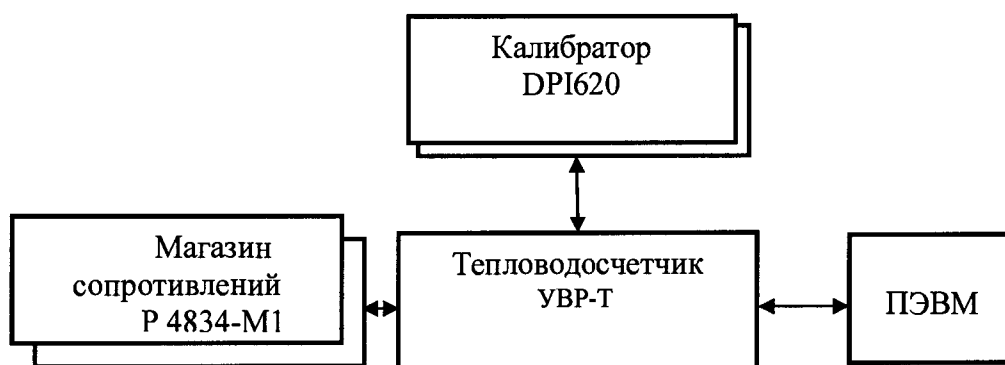 Калибратор
DPI620
Магазин
сопротивлений
Р 4834-М1
Тепловодосчетчик
УВР-Т
ПЭВМ